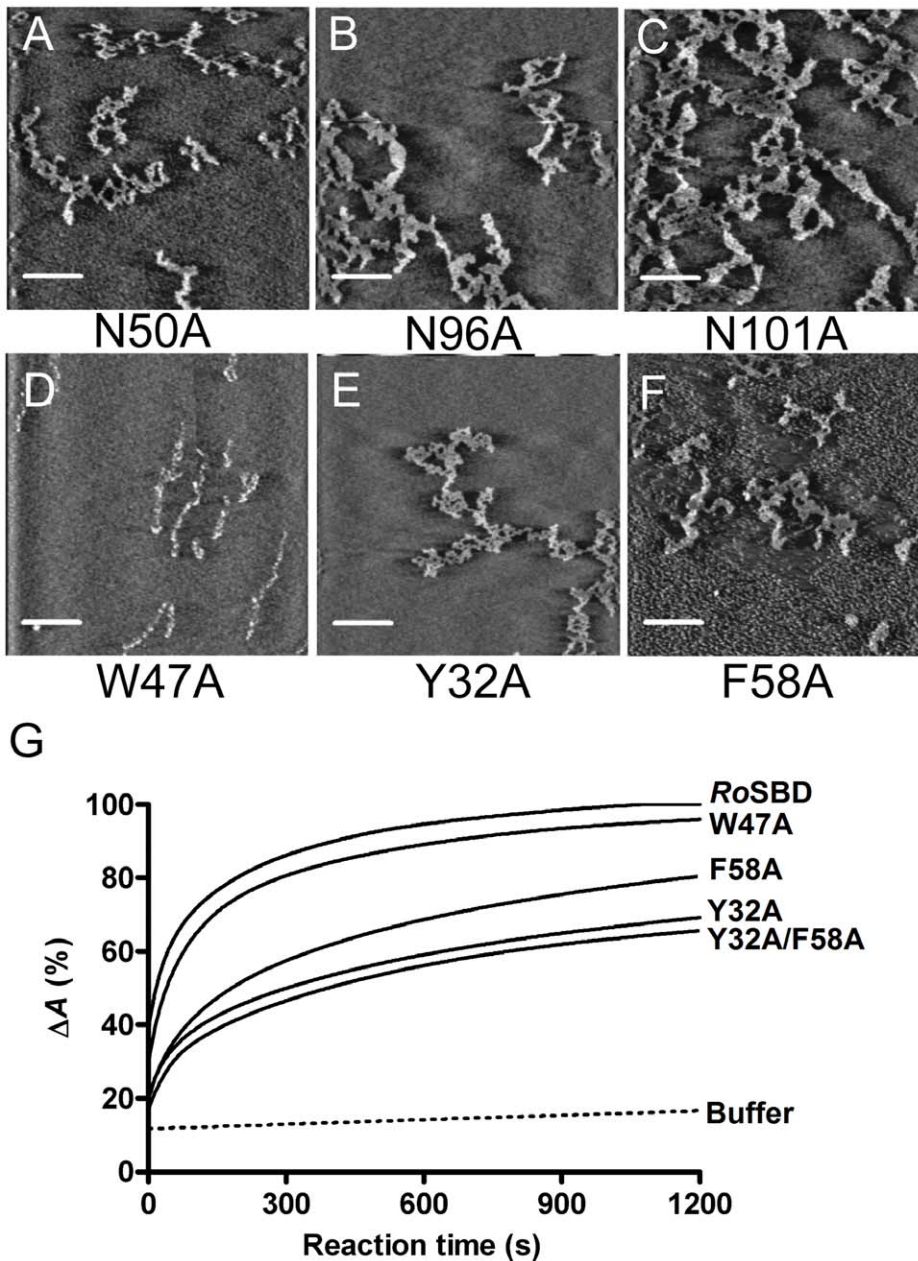 A B C
N50A N96A N101A
D E F
W47A Y32A F58A
G
RoSBD
100
W47A
80
F58A
Y32A
60
Y32A/F58A
ΔA (%)
40
20
Buffer
0
0 300 600 900 1200
Reaction time (s)